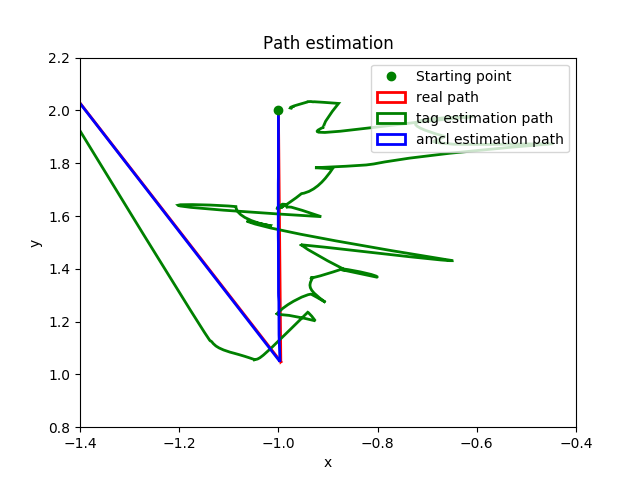 Path estimation
Starting point
real path
tag estimation path
amcl estimation path
2.2
2.0
1.8
1.6
1.4
1.2
1.0
0.8
y
−1.4 −1.2 −1.0 −0.8 −0.6 −0.4
x